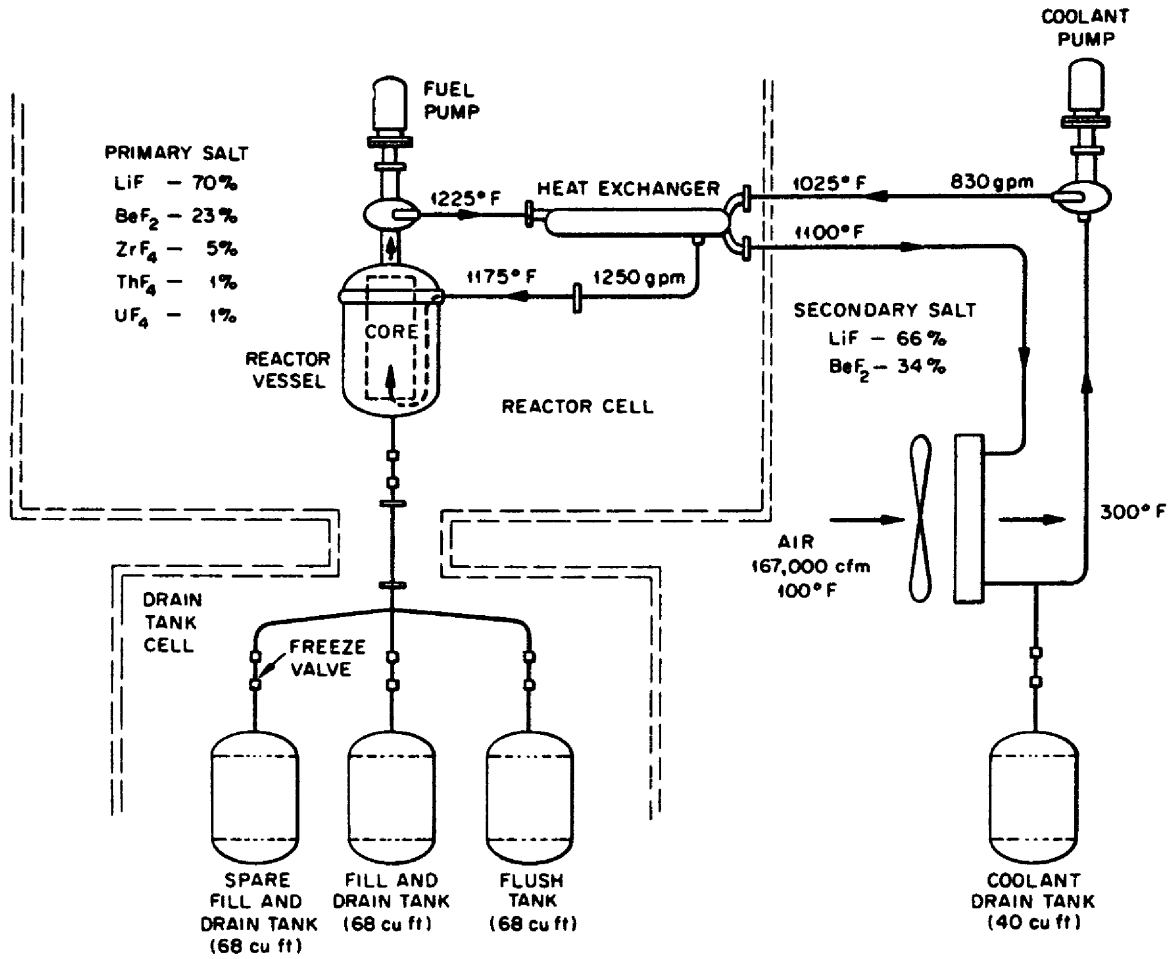 COOLANT
PUMP
FUEL
PUMP
PRIMARY SALT
LiF – 70%
BeF2 – 23%
ZrF4 – 5%
ThF4 – 1%
UF4 – 1%
1225°F
HEAT EXCHANGER
1025°F
830 gpm
1100°F
1175°F
1250 gpm
CORE
REACTOR
VESSEL
REACTOR CELL
SECONDARY SALT
LiF – 66%
BeF2 – 34%
AIR
167,000 cfm
100°F
300°F
DRAIN
TANK
CELL
FREEZE
VALVE
SPARE
FILL AND
DRAIN TANK
(68 cu ft)
FILL AND
DRAIN TANK
(68 cu ft)
FLUSH
TANK
(68 cu ft)
COOLANT
DRAIN TANK
(40 cu ft)